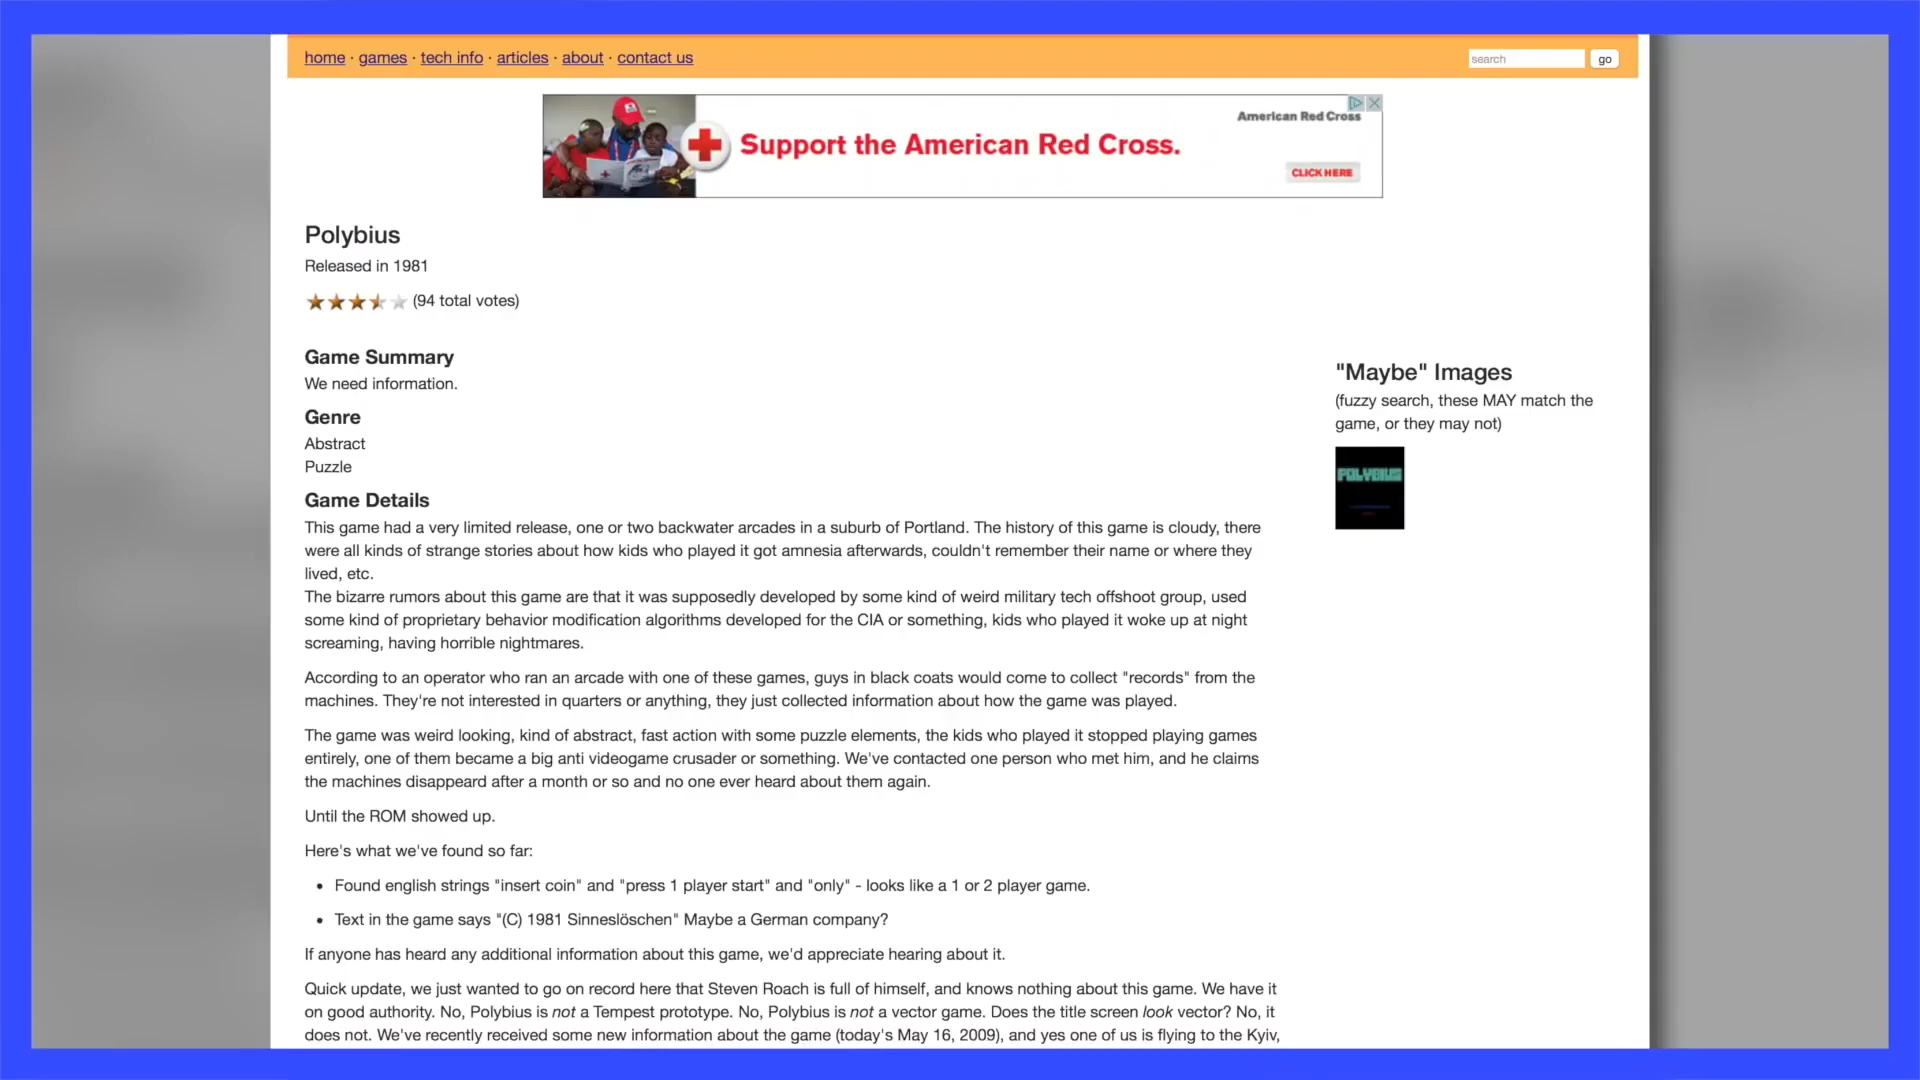 home · games · tech info · articles · about · contact us
search
go
American Red Cross
Support the American Red Cross.
CLICK HERE
Polybius
Released in 1981
(94 total votes)
Game Summary
We need information.
Genre
Abstract
Puzzle
Game Details
This game had a very limited release, one or two backwater arcades in a suburb of Portland. The history of this game is cloudy, there
were all kinds of strange stories about how kids who played it got amnesia afterwards, couldn't remember their name or where they
lived, etc.
The bizarre rumors about this game are that it was supposedly developed by some kind of weird military tech offshoot group, used
some kind of proprietary behavior modification algorithms developed for the CIA or something, kids who played it woke up at night
screaming, having horrible nightmares.
According to an operator who ran an arcade with one of these games, guys in black coats would come to collect "records" from the
machines. They're not interested in quarters or anything, they just collected information about how the game was played.
The game was weird looking, kind of abstract, fast action with some puzzle elements, the kids who played it stopped playing games
entirely, one of them became a big anti videogame crusader or something. We've contacted one person who met him, and he claims
the machines disappeard after a month or so and no one ever heard about them again.
Until the ROM showed up.
Here's what we've found so far:
• Found english strings "insert coin" and "press 1 player start" and "only" - looks like a 1 or 2 player game.
• Text in the game says "(C) 1981 Sinneslöschen" Maybe a German company?
If anyone has heard any additional information about this game, we'd appreciate hearing about it.
Quick update, we just wanted to go on record here that Steven Roach is full of himself, and knows nothing about this game. We have it
on good authority. No, Polybius is not a Tempest prototype. No, Polybius is not a vector game. Does the title screen look vector? No, it
does not. We've recently received some new information about the game (today's May 16, 2009), and yes one of us is flying to the Kyiv,
"Maybe" Images
(fuzzy search, these MAY match the
game, or they may not)
POLYBIUS